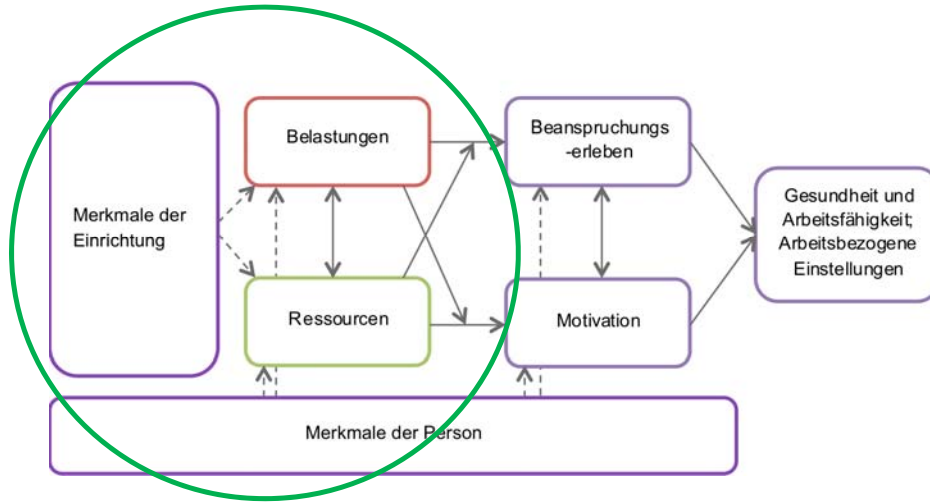 Merkmale der
Einrichtung
Belastungen
Ressourcen
Beanspruchungs
-erleben
Motivation
Gesundheit und
Arbeitsfähigkeit;
Arbeitsbezogene
Einstellungen
Merkmale der Person